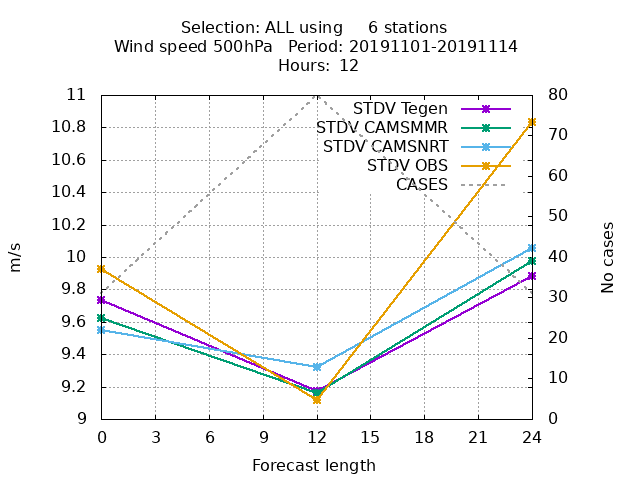 Selection: ALL using     6 stations
Wind speed 500hPa   Period: 20191101-20191114
Hours:  12
11
10.8
10.6
10.4
10.2
10
9.8
9.6
9.4
9.2
9
m/s
80
70
60
50
40
30
20
10
0
No cases
STDV Tegen
STDV CAMSMMR
STDV CAMSNRT
STDV OBS
CASES
0 3 6 9 12 15 18 21 24
Forecast length